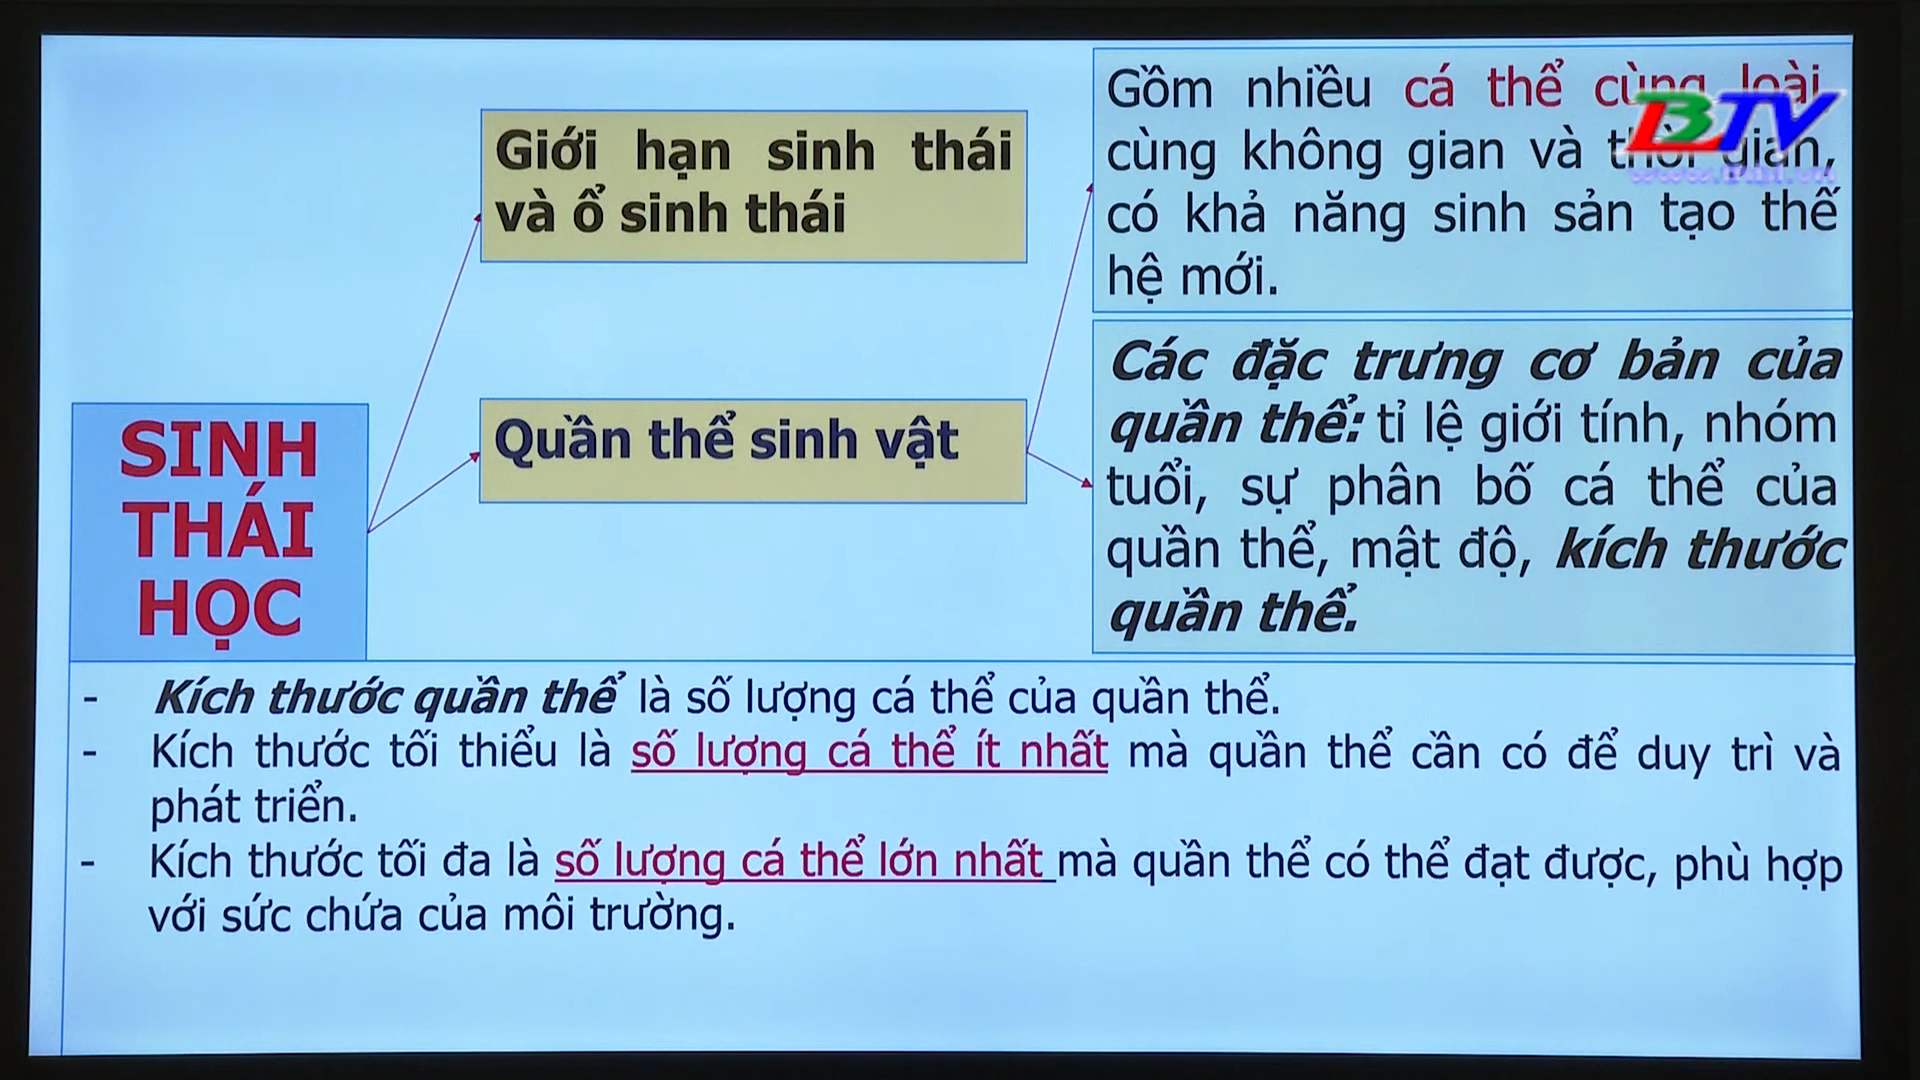 SINH
THÁI
HỌC
Giới hạn sinh thái
và ổ sinh thái
Quần thể sinh vật
Gồm nhiều cá thể cùng loài,
cùng không gian và thời gian,
có khả năng sinh sản tạo thế
hệ mới.
Các đặc trưng cơ bản của
quần thể: tỉ lệ giới tính, nhóm
tuổi, sự phân bố cá thể của
quần thể, mật độ, kích thước
quần thể.
- Kích thước quần thể là số lượng cá thể của quần thể.
- Kích thước tối thiểu là số lượng cá thể ít nhất mà quần thể cần có để duy trì và
phát triển.
- Kích thước tối đa là số lượng cá thể lớn nhất mà quần thể có thể đạt được, phù hợp
với sức chứa của môi trường.
BTV